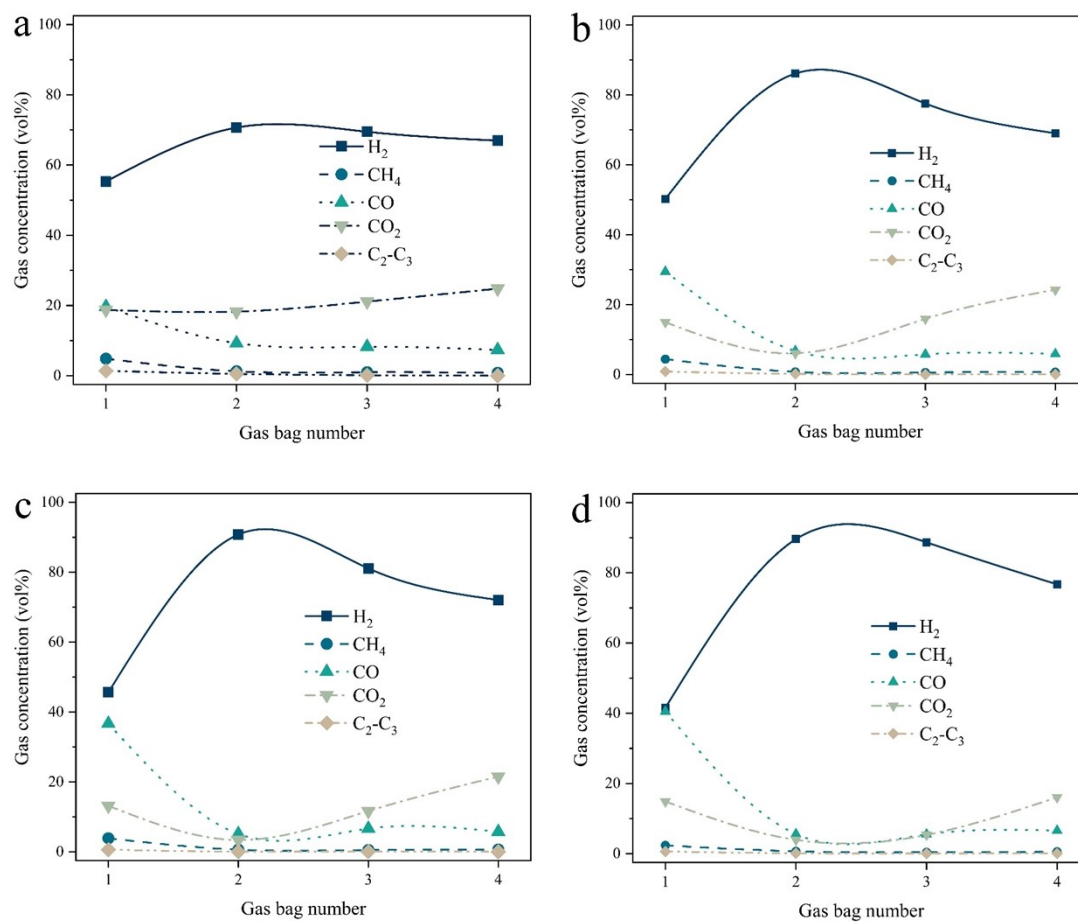 a
Gas concentration (vol%)
100
80
60
40
20
0
H₂
CH₄
CO
CO₂
C₂-C₃
1 2 3 4
Gas bag number
b
Gas concentration (vol%)
100
80
60
40
20
0
H₂
CH₄
CO
CO₂
C₂-C₃
1 2 3 4
Gas bag number
c
Gas concentration (vol%)
100
80
60
40
20
0
H₂
CH₄
CO
CO₂
C₂-C₃
1 2 3 4
Gas bag number
d
Gas concentration (vol%)
100
80
60
40
20
0
H₂
CH₄
CO
CO₂
C₂-C₃
1 2 3 4
Gas bag number